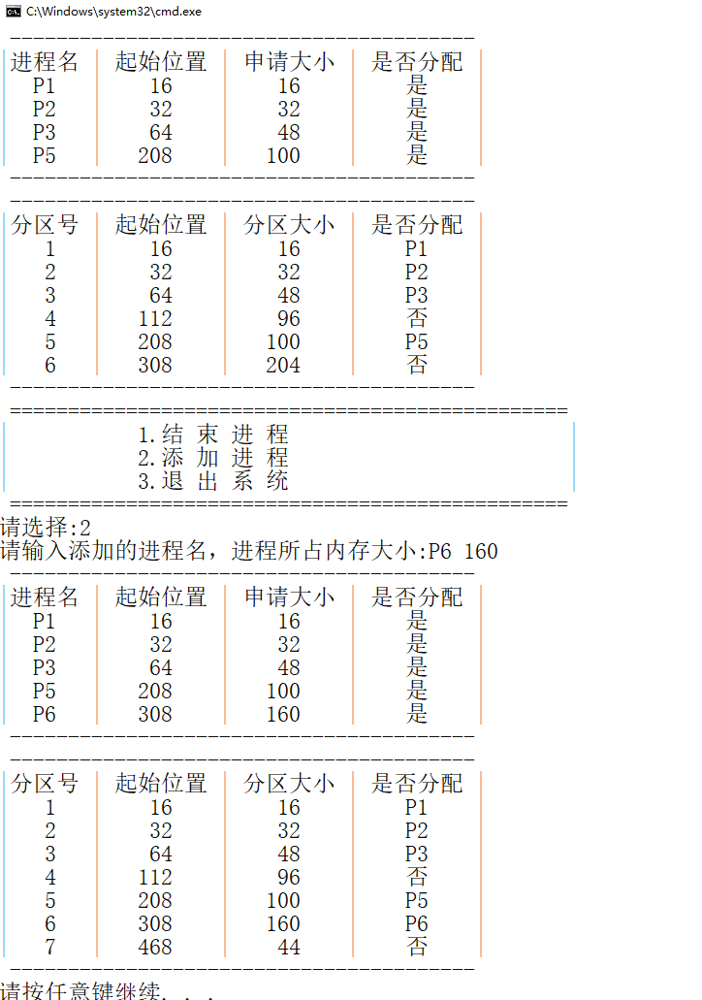 C:\Windows\system32\cmd.exe
----------------------------------------
进程名 | 起始位置 | 申请大小 | 是否分配
P1 16 16 是
P2 32 32 是
P3 64 48 是
P5 208 100 是
----------------------------------------
----------------------------------------
分区号 | 起始位置 | 分区大小 | 是否分配
1 16 16 P1
2 32 32 P2
3 64 48 P3
4 112 96 否
5 208 100 P5
6 308 204 否
----------------------------------------
================================================
1.结 束 进 程
2.添 加 进 程
3.退 出 系 统
================================================
请选择:2
请输入添加的进程名，进程所占内存大小:P6 160
----------------------------------------
进程名 | 起始位置 | 申请大小 | 是否分配
P1 16 16 是
P2 32 32 是
P3 64 48 是
P5 208 100 是
P6 308 160 是
----------------------------------------
----------------------------------------
分区号 | 起始位置 | 分区大小 | 是否分配
1 16 16 P1
2 32 32 P2
3 64 48 P3
4 112 96 否
5 208 100 P5
6 308 160 P6
7 468 44 否
----------------------------------------
请按任意键继续. . .